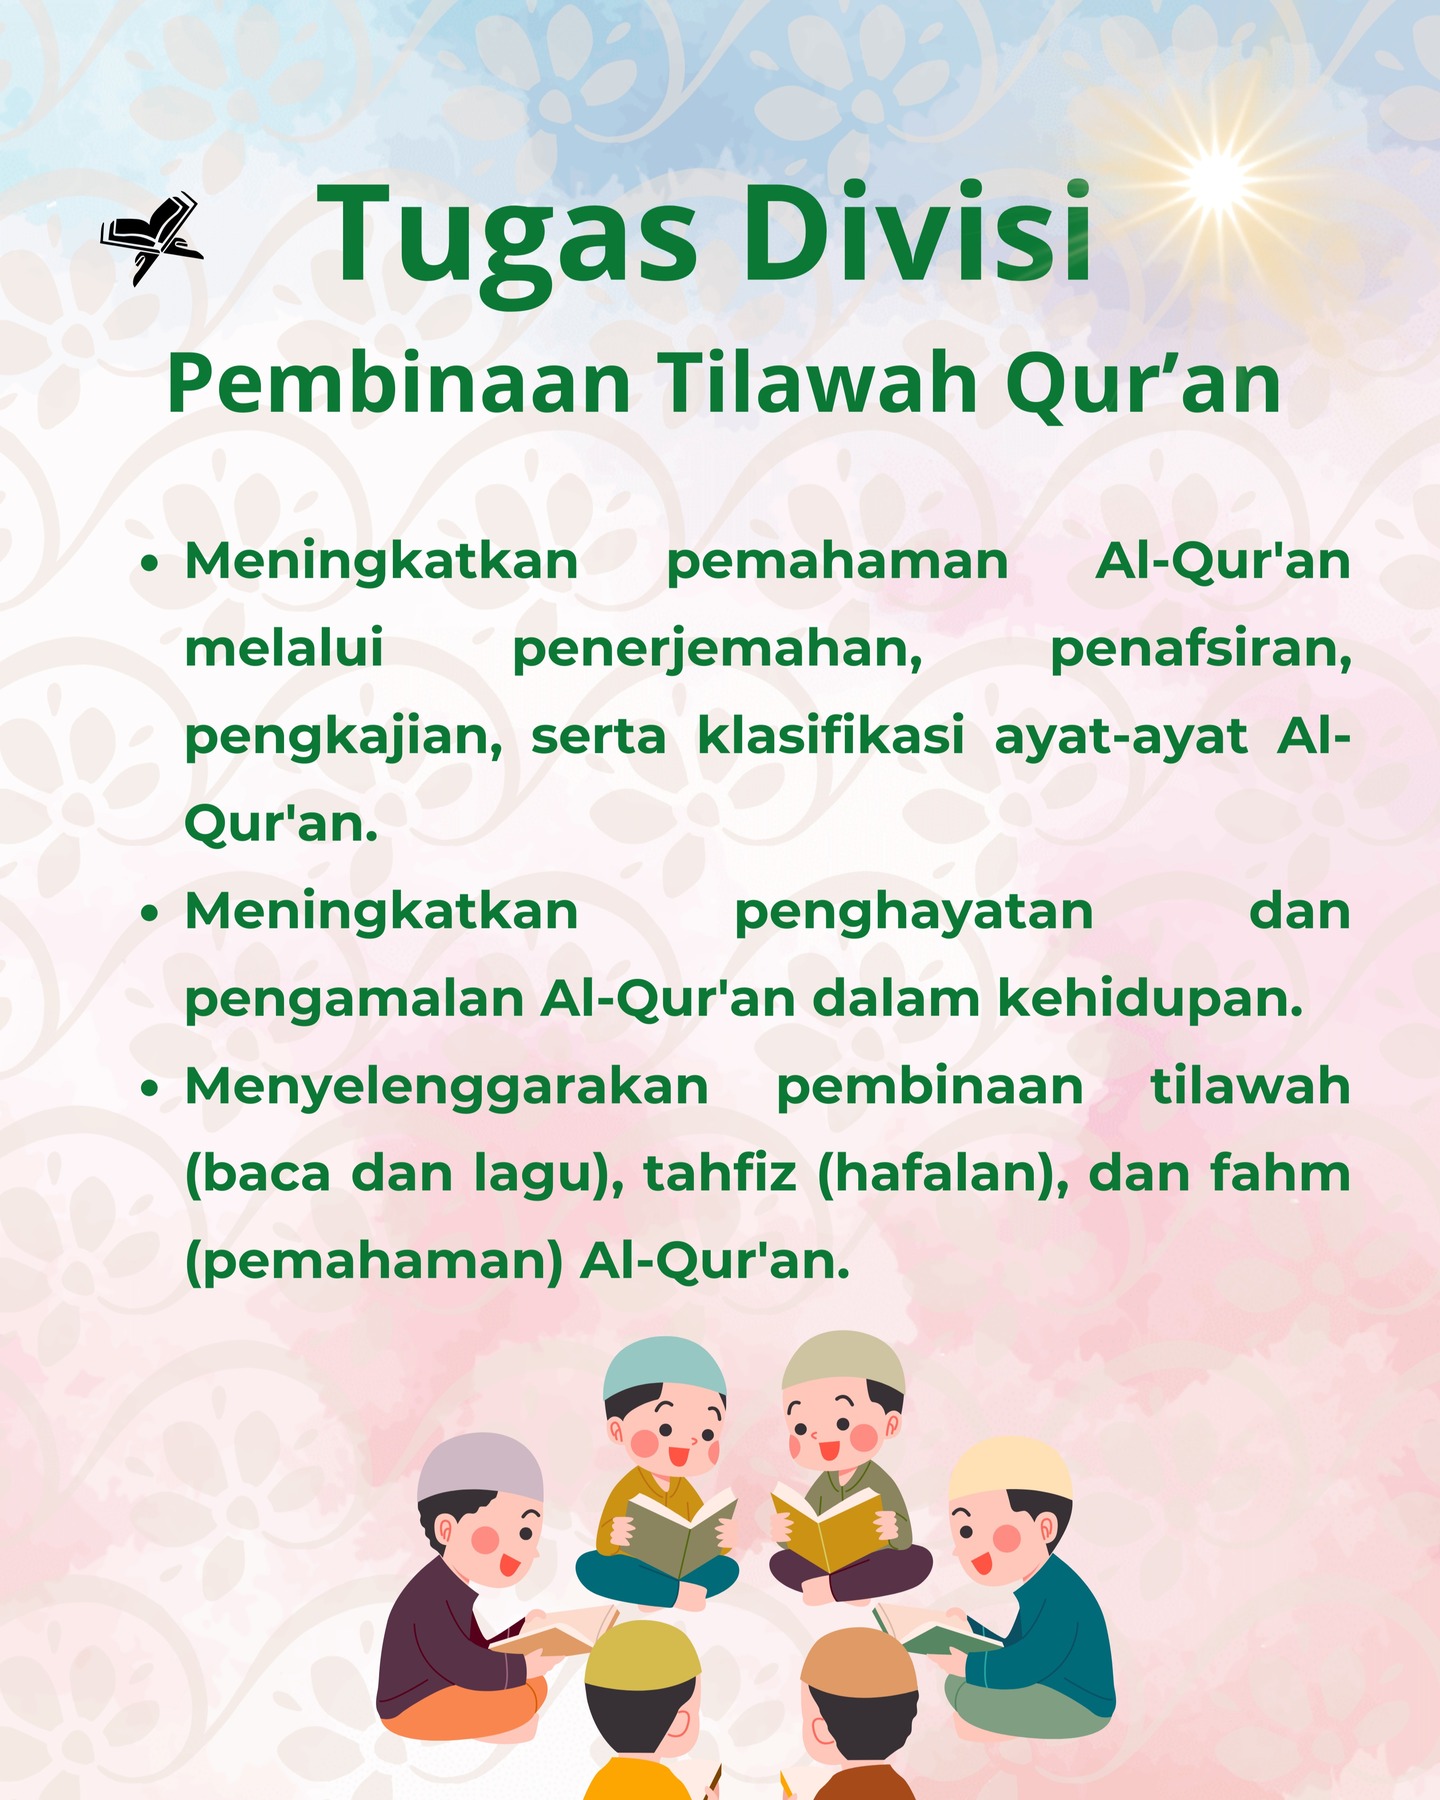 Tugas Divisi
Pembinaan Tilawah Qur’an
• Meningkatkan pemahaman Al-Qur'an
melalui penerjemahan, penafsiran,
pengkajian, serta klasifikasi ayat-ayat Al-
Qur'an.
• Meningkatkan penghayatan dan
pengamalan Al-Qur'an dalam kehidupan.
• Menyelenggarakan pembinaan tilawah
(baca dan lagu), tahfiz (hafalan), dan fahm
(pemahaman) Al-Qur'an.